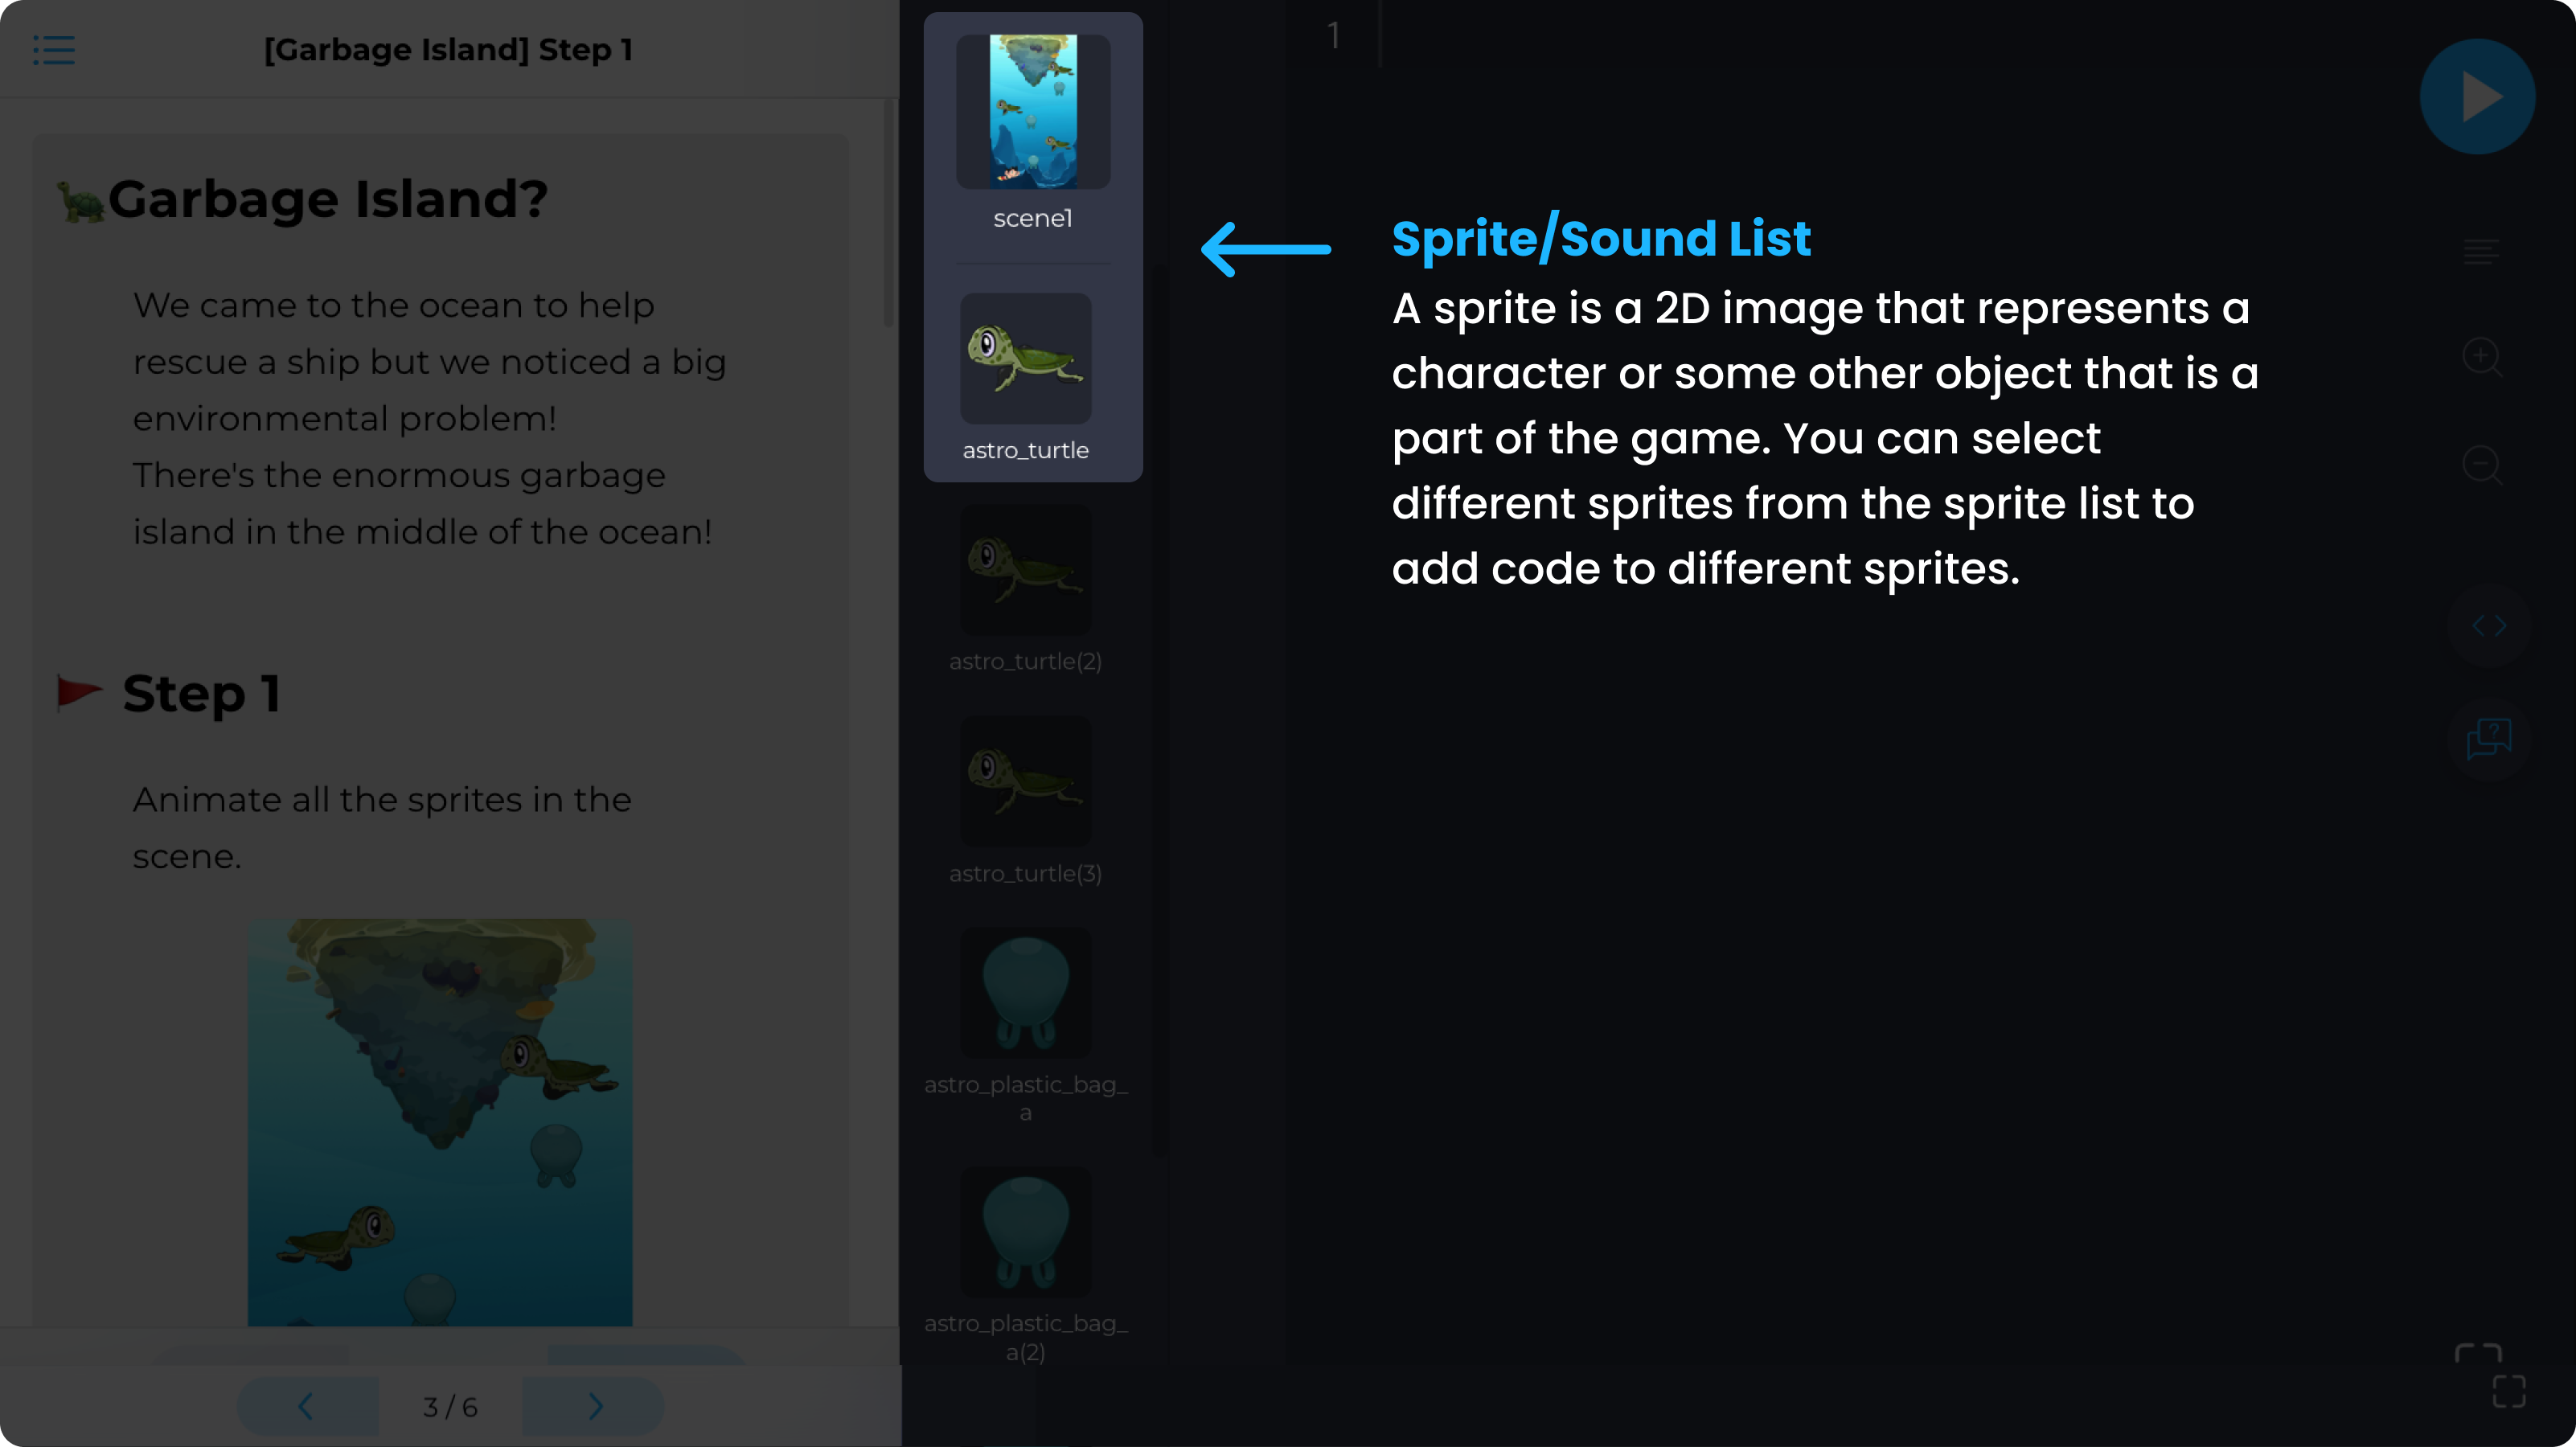 [Garbage Island] Step 1
Garbage Island?
We came to the ocean to help
rescue a ship but we noticed a big
environmental problem!
There's the enormous garbage
island in the middle of the ocean!
Step 1
Animate all the sprites in the
scene.
3 / 6
scene1
astro_turtle
astro_turtle(2)
astro_turtle(3)
astro_plastic_bag_
a
astro_plastic_bag_
a(2)
1
Sprite/Sound List
A sprite is a 2D image that represents a
character or some other object that is a
part of the game. You can select
different sprites from the sprite list to
add code to different sprites.